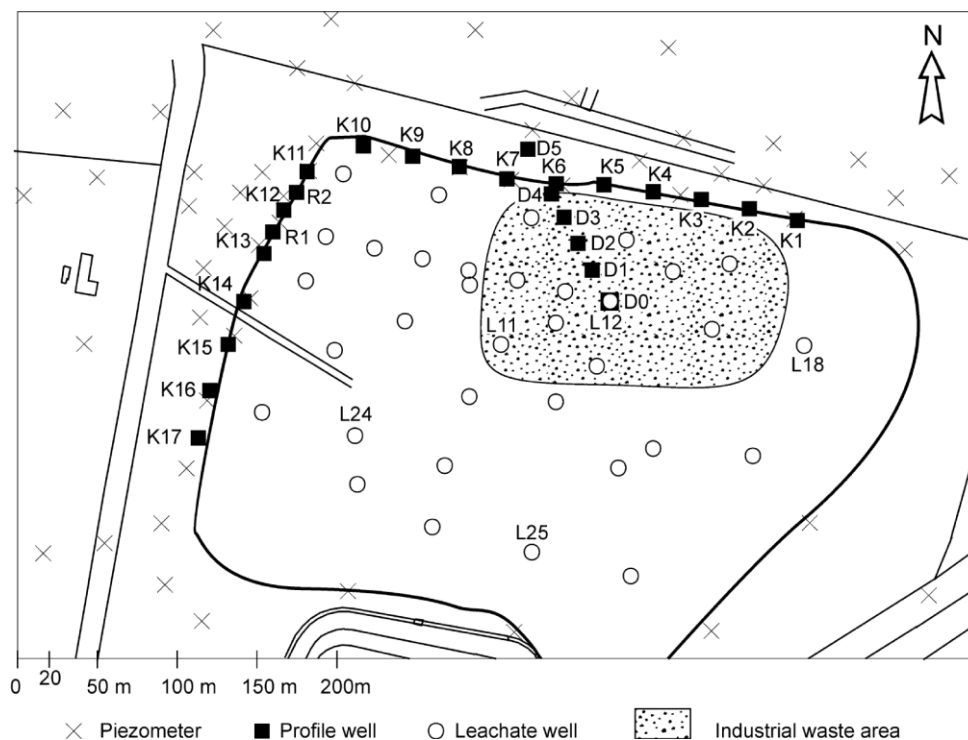 N
K10
K9
K8
K7
D5
K6
K5
K4
K11
K12
R2
D4
K3
K2
K1
D3
K13
R1
D2
D1
K14
D0
L12
L11
K15
L18
K16
L24
K17
L25
0 20 50 m 100 m 150 m 200m
Piezometer Profile well Leachate well Industrial waste area